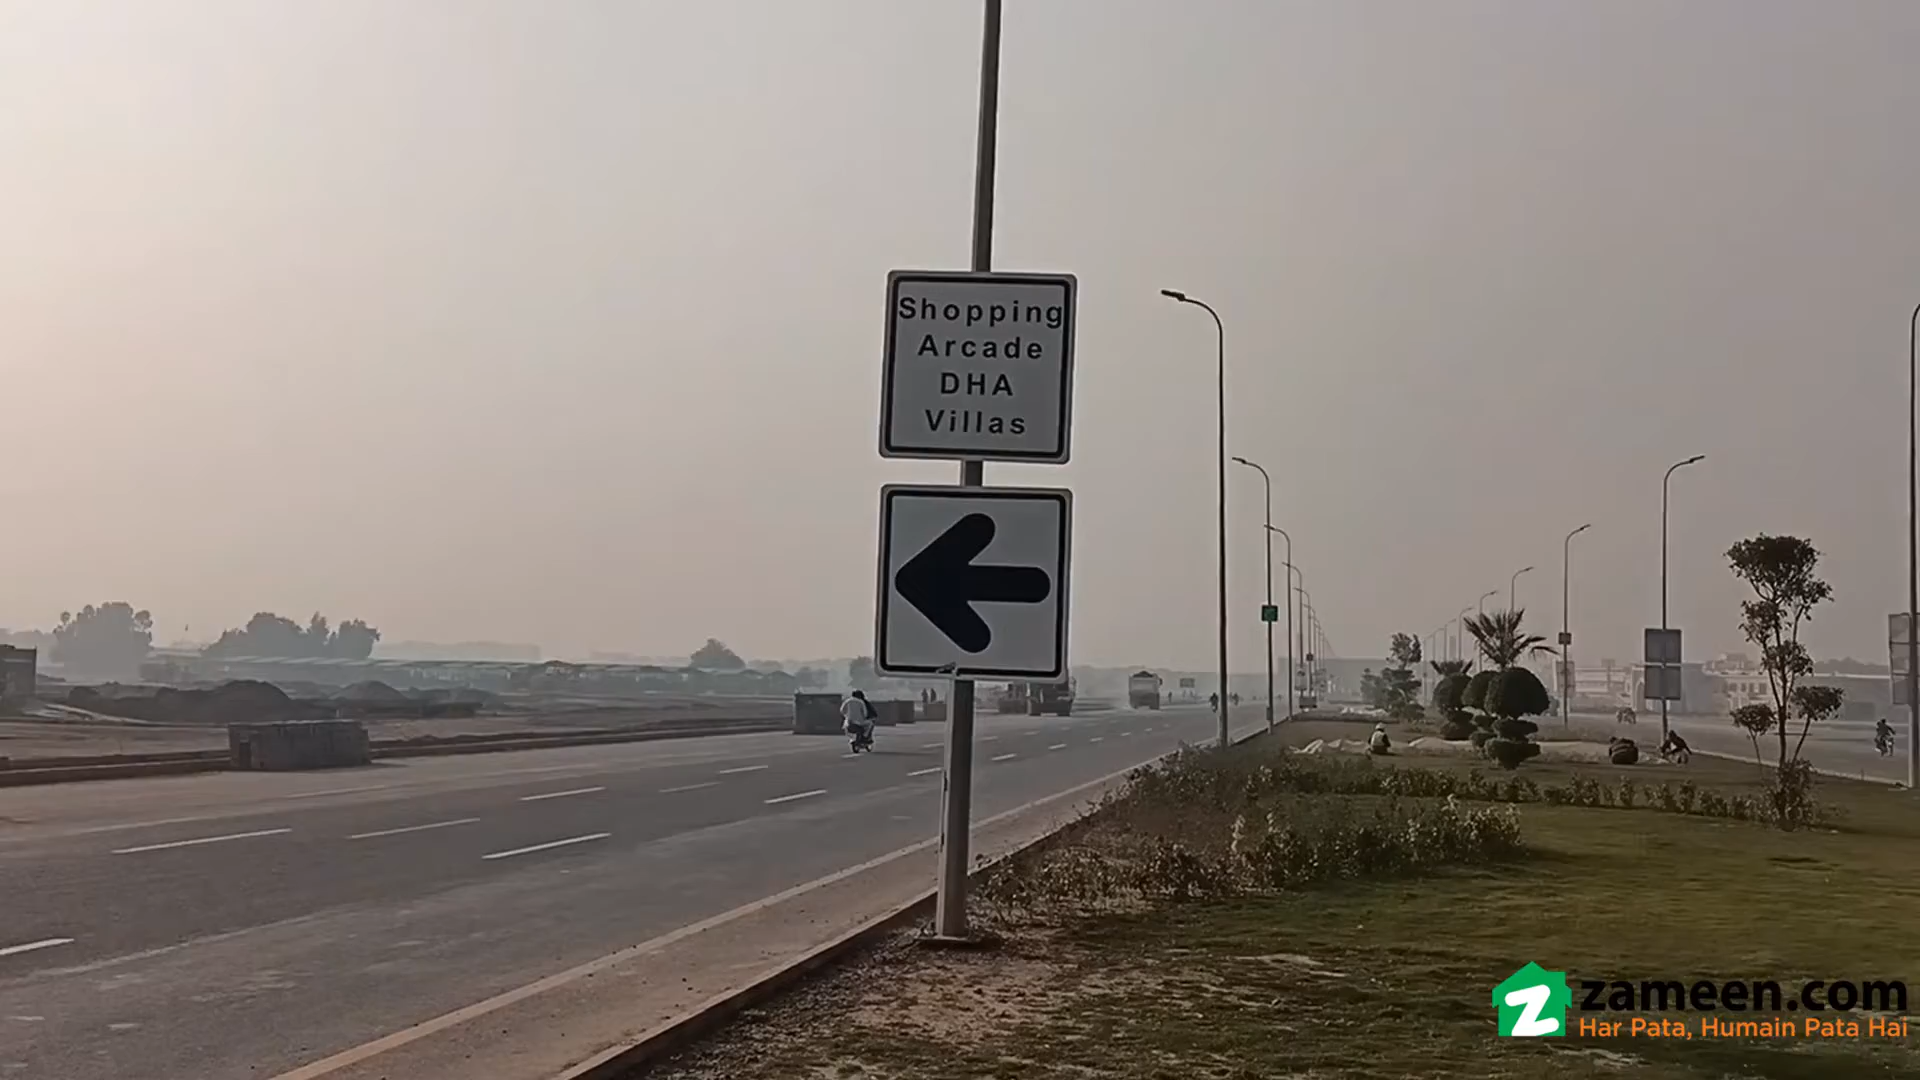 Shopping
Arcade
DHA
Villas
zameen.com
Har Pata, Humain Pata Hai